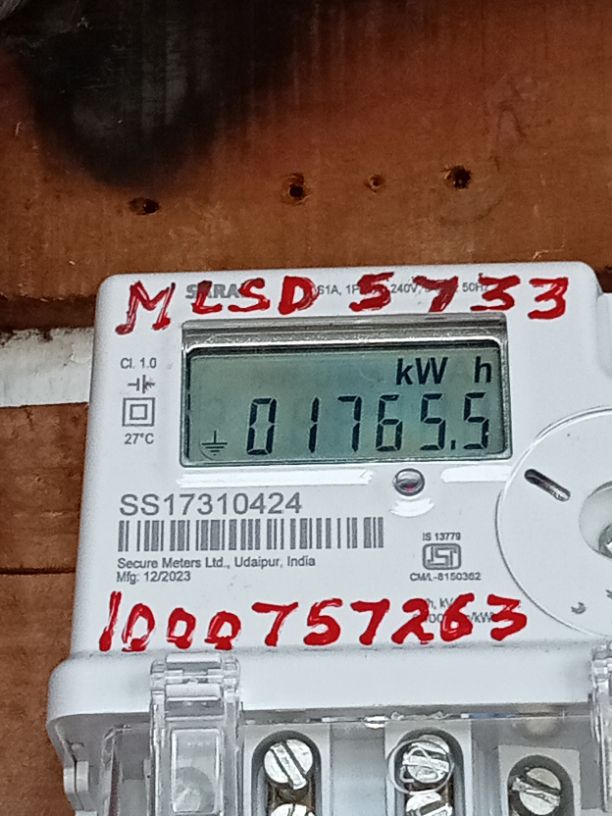 MLSD 5733
Cl. 1.0
kW h
01765.5
27°C
SS17310424
IS 13779
Secure Meters Ltd., Udaipur, India
Mfg: 12/2023
CM/L-8150362
1000757263